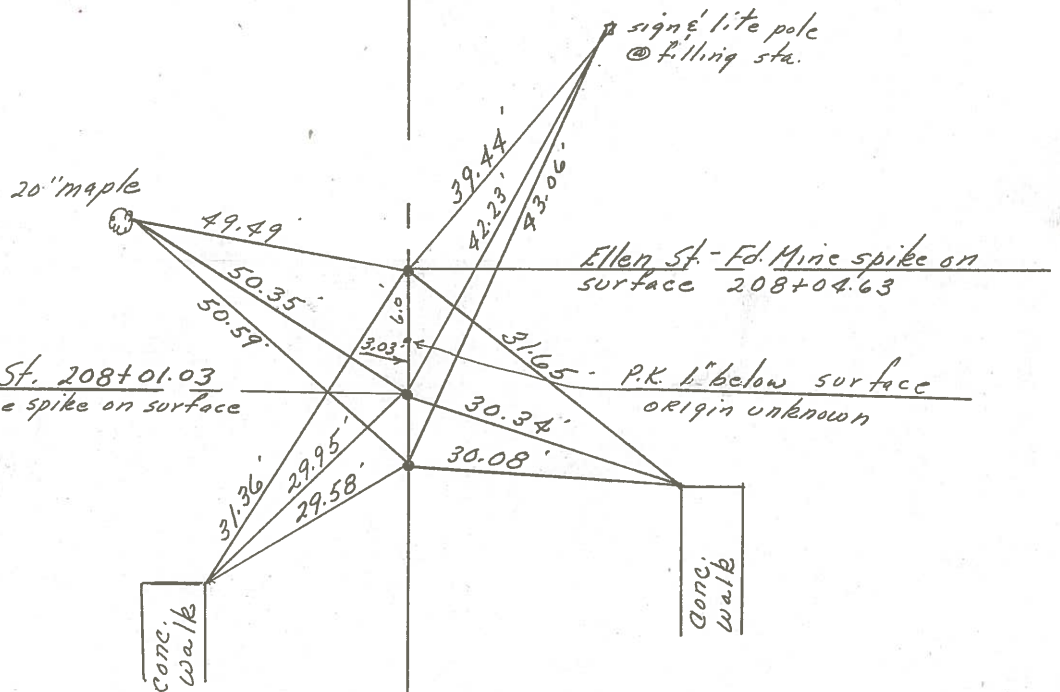 sign & lite pole
@ filling sta.
20" maple
39.44'
42.23'
43.06'
49.49'
50.35'
50.59'
6.0'
3.03'
Ellen St. - Fd. Mine spike on
surface 208+04.63
31.65'
St. 208+01.03
e spike on surface
P.K. 1" below surface
origin unknown
30.34'
30.08'
31.36'
29.95'
29.58'
conc.
walk
conc.
walk